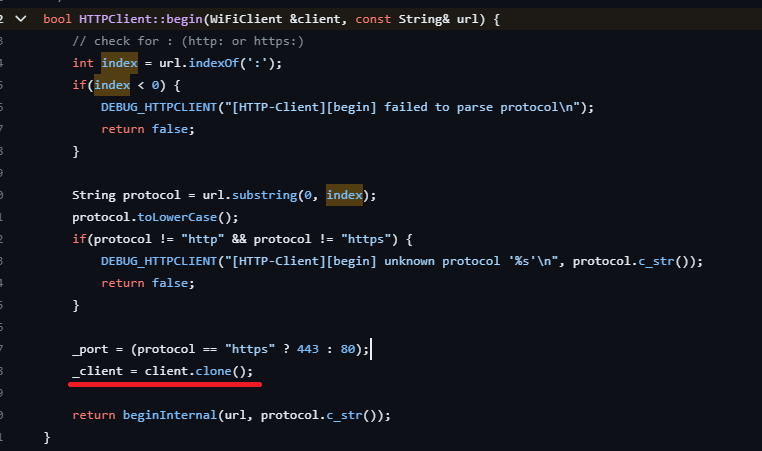 2 bool HTTPClient::begin(WiFiClient &client, const String& url) {
3 // check for : (http: or https:)
4 int index = url.indexOf(':');
5 if(index < 0) {
6 DEBUG_HTTPCLIENT("[HTTP-Client][begin] failed to parse protocol\n");
7 return false;
8 }
9
0 String protocol = url.substring(0, index);
1 protocol.toLowerCase();
2 if(protocol != "http" && protocol != "https") {
3 DEBUG_HTTPCLIENT("[HTTP-Client][begin] unknown protocol '%s'\n", protocol.c_str());
4 return false;
5 }
6
7 _port = (protocol == "https" ? 443 : 80);
8 _client = client.clone();
9
0 return beginInternal(url, protocol.c_str());
1 }